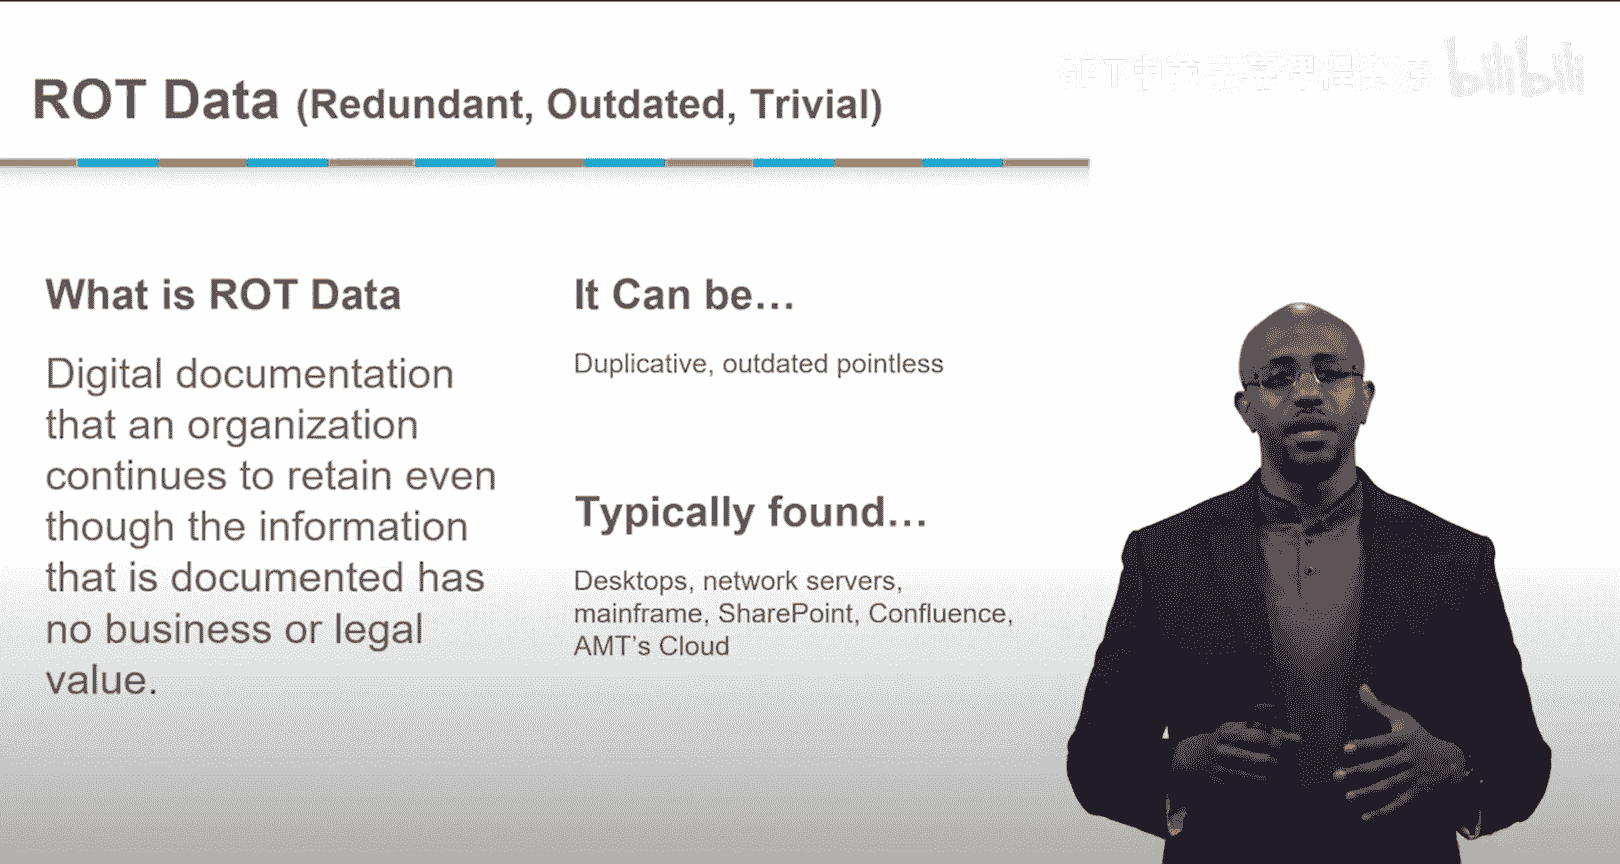 ROT Data (Redundant, Outdated, Trivial)
bilibili
What is ROT Data
Digital documentation
that an organization
continues to retain even
though the information
that is documented has
no business or legal
value.
It Can be…
Duplicative, outdated pointless
Typically found…
Desktops, network servers,
mainframe, SharePoint, Confluence,
AMT's Cloud